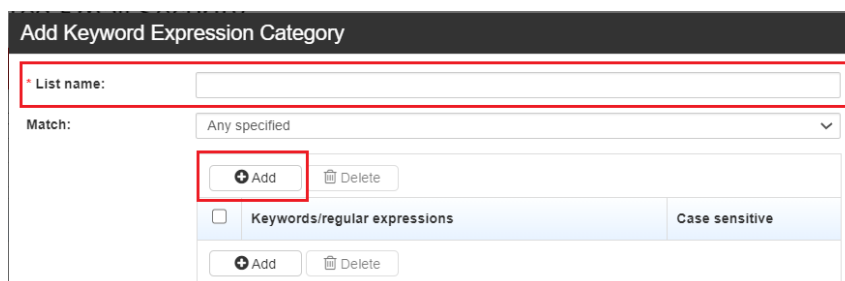 Add Keyword Expression Category
* List name:
Match: Any specified
Add Delete
Keywords/regular expressions Case sensitive
Add Delete